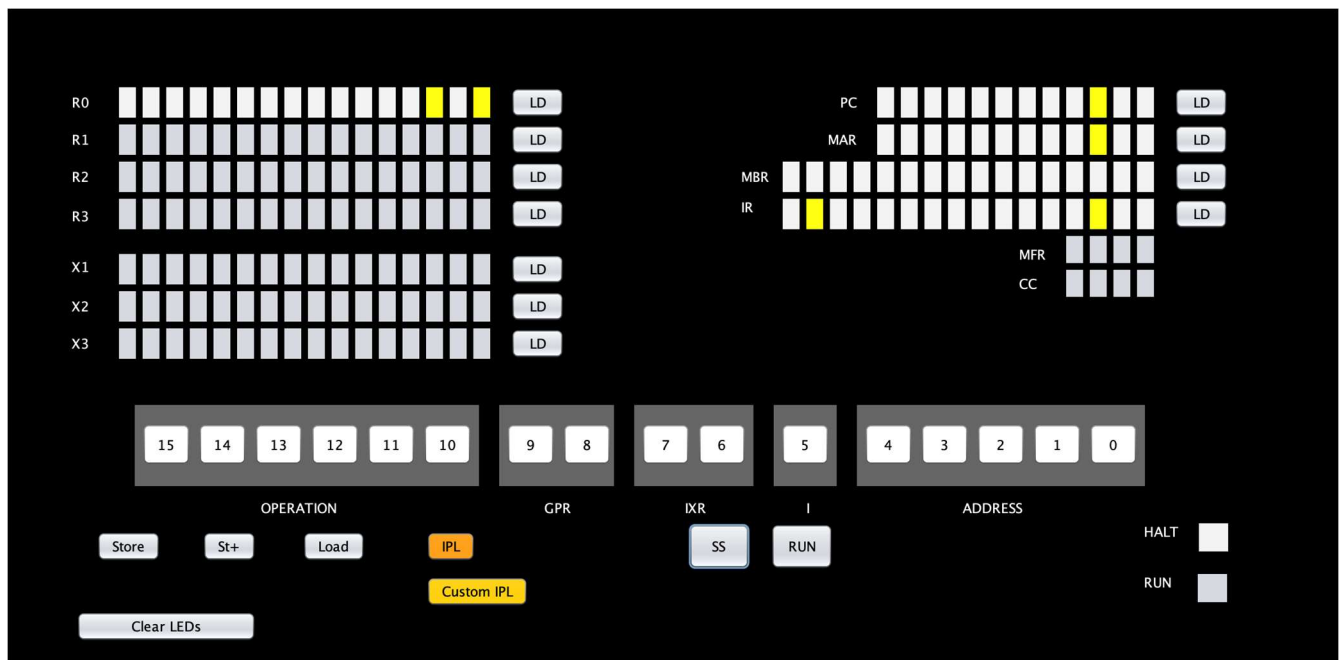 R0 LD PC LD
R1 LD MAR LD
R2 LD MBR LD
R3 LD IR LD
MFR
X1 LD CC
X2 LD
X3 LD
15 14 13 12 11 10 9 8 7 6 5 4 3 2 1 0
OPERATION GPR IXR I ADDRESS
Store St+ Load IPL SS RUN HALT
Custom IPL RUN
Clear LEDs